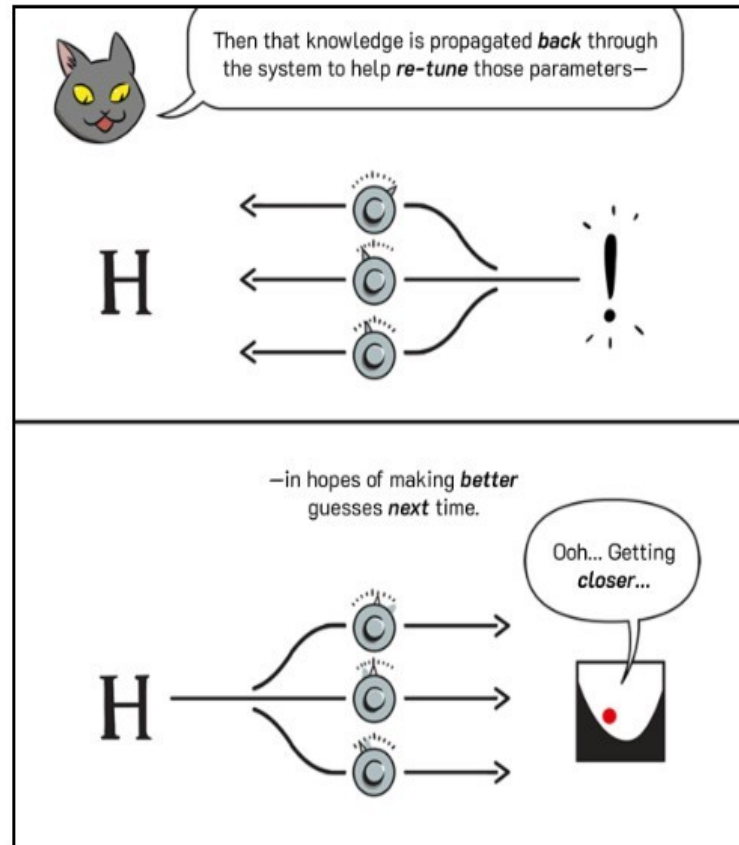 Then that knowledge is propagated back through
the system to help re-tune those parameters—
H
—in hopes of making better
guesses next time.
Ooh... Getting
closer...
H